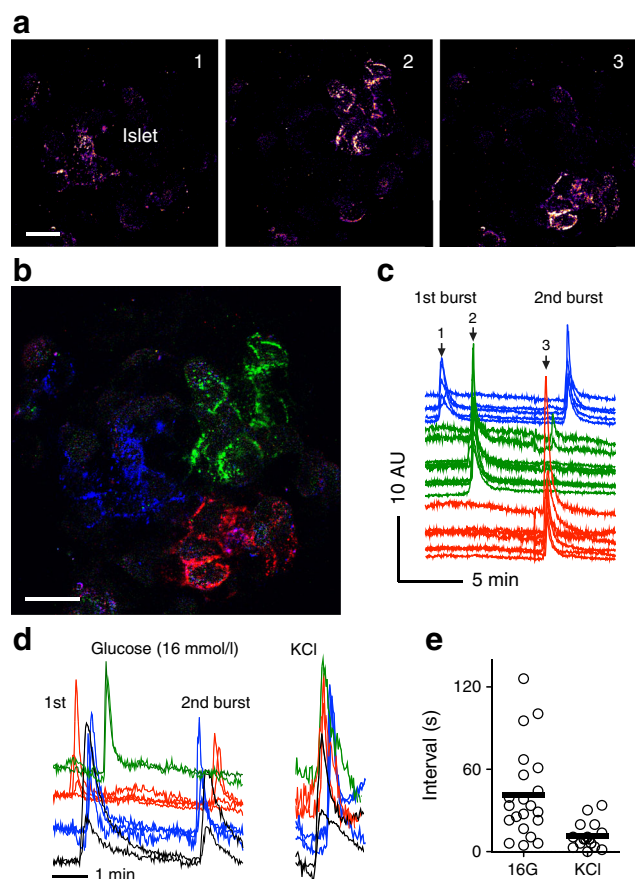 a
1
2
3
Islet
b
c
1st burst
2nd burst
1
2
3
10 AU
5 min
d
Glucose (16 mmol/l)
KCl
1st
2nd burst
1 min
e
Interval (s)
120
60
0
16G
KCl